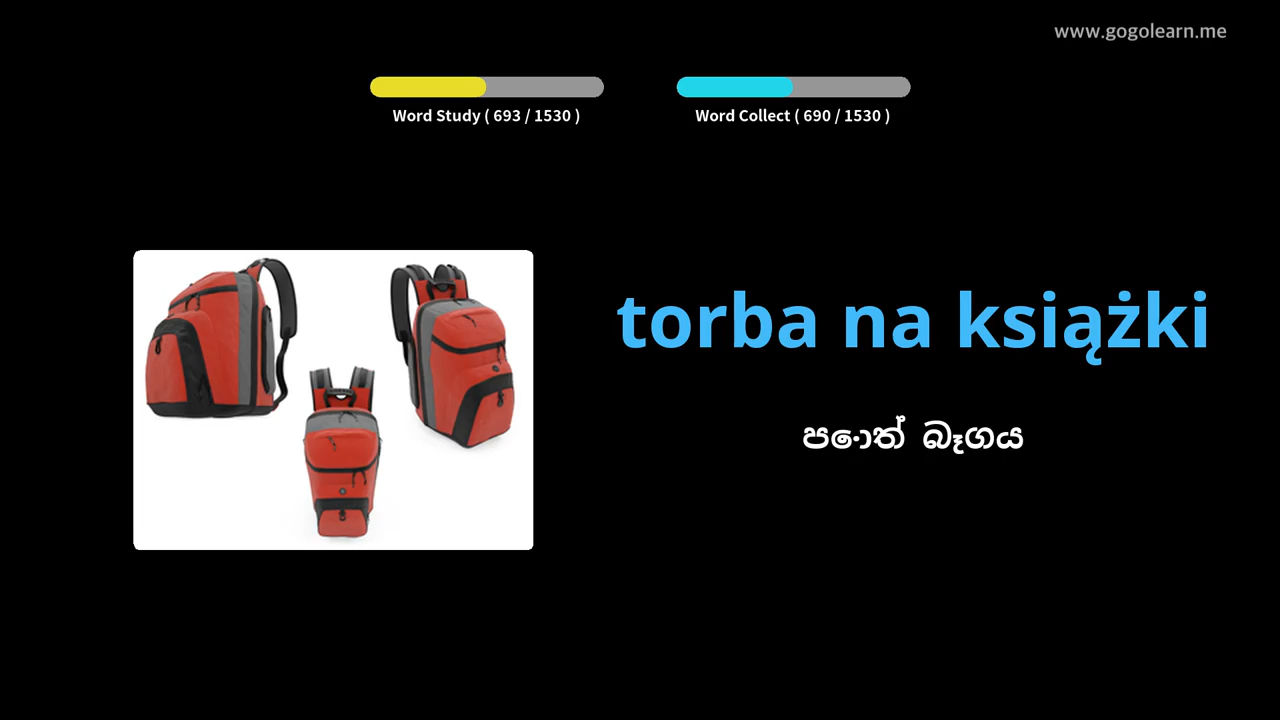 www.gogolearn.me
Word Study ( 693 / 1530 )
Word Collect ( 690 / 1530 )
torba na książki
පොත් බෑගය